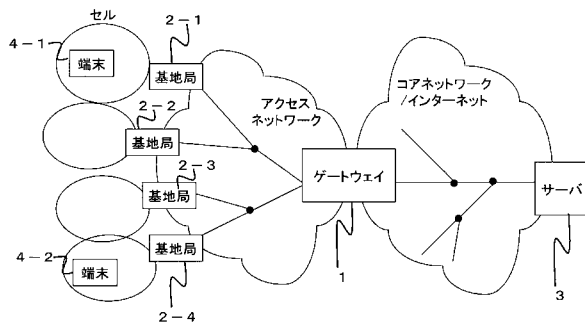 セル
2-1
4-1
端末
基地局
2-2
基地局
アクセス
ネットワーク
コアネットワーク
/インターネット
2-3
基地局
ゲートウェイ
サーバ
4-2
端末
基地局
2-4
1
3